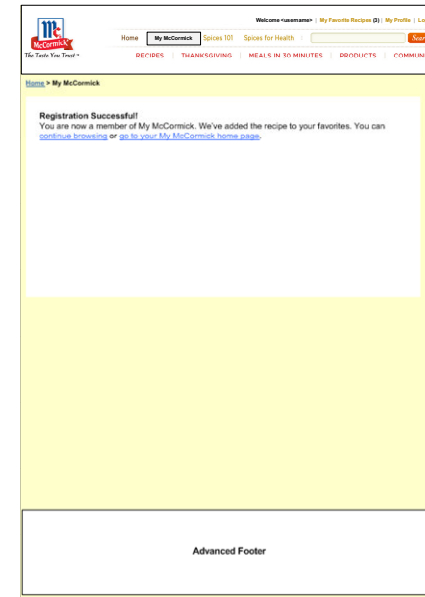 Welcome <username> | My Favorite Recipes (3) | My Profile | Lo
Mc
McCormick
The Taste You Trust™
Home My McCormick Spices 101 Spices for Health Sear
RECIPES THANKSGIVING MEALS IN 30 MINUTES PRODUCTS COMMUNI
Home > My McCormick
Registration Successful!
You are now a member of My McCormick. We've added the recipe to your favorites. You can
continue browsing or go to your My McCormick home page.
Advanced Footer